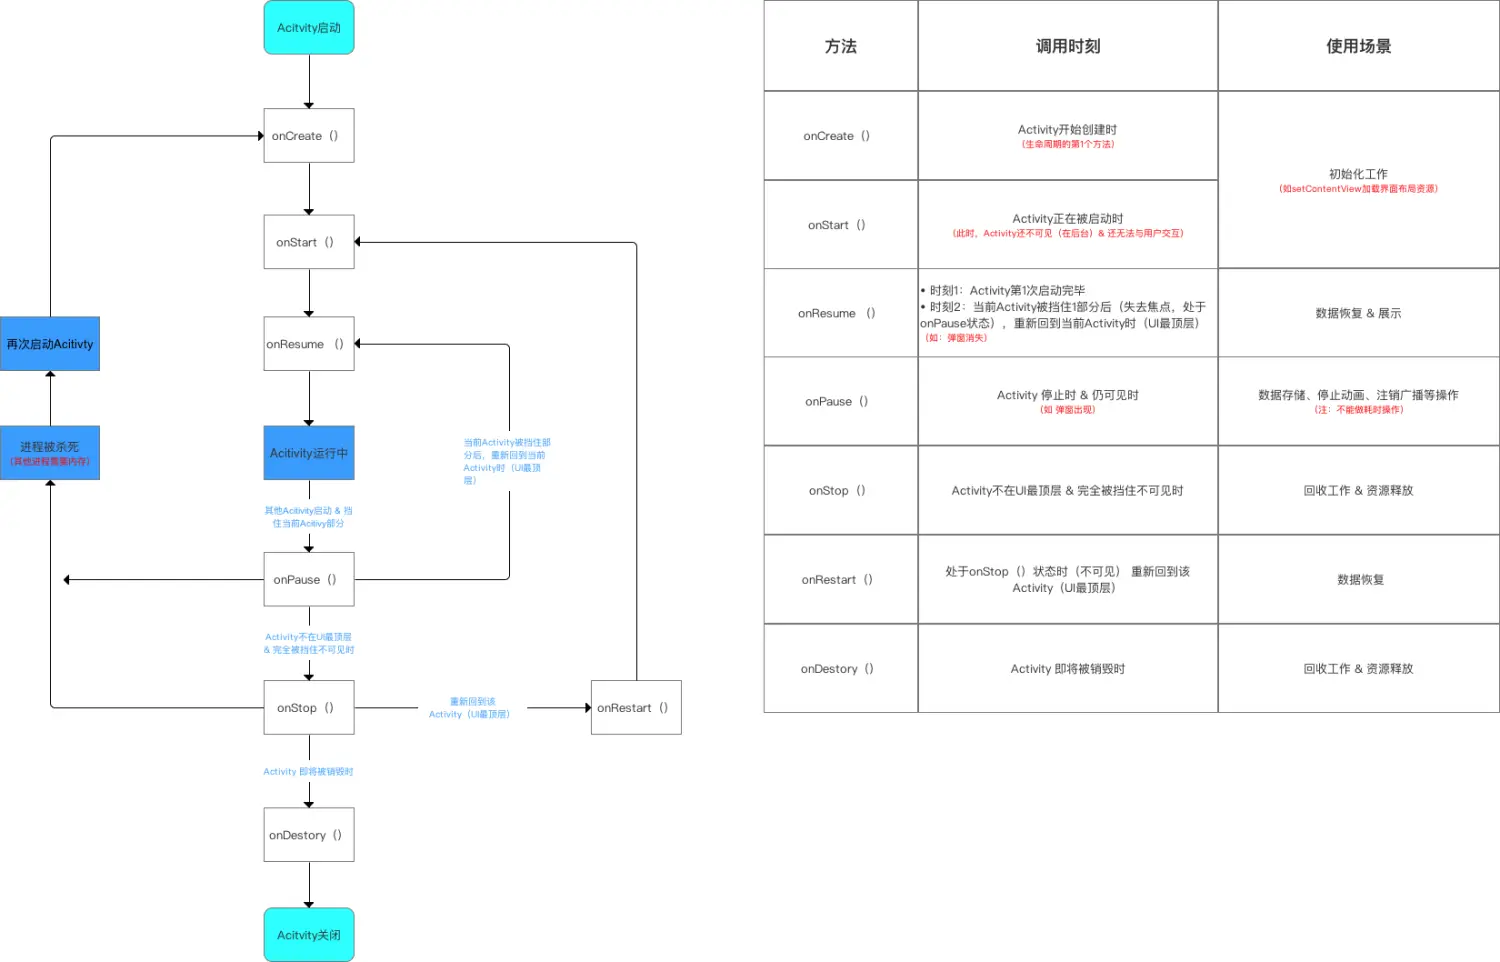 Acitvity启动
onCreate（）
onStart（）
onResume （）
再次启动Acitivty
进程被杀死
（其他进程需要内存）
Acitivity运行中
当前Activity被挡住部
分后，重新回到当前
Activity时（UI最顶
层）
其他Acitivity启动 & 挡
住当前Acitivy部分
onPause（）
Activity不在UI最顶层
& 完全被挡住不可见时
onStop（）
重新回到该
Activity（UI最顶层）
onRestart（）
Activity 即将被销毁时
onDestory（）
Acitvity关闭
方法
调用时刻
使用场景
onCreate（）
Activity开始创建时
（生命周期的第1个方法）
初始化工作
（如setContentView加载界面布局资源）
onStart（）
Activity正在被启动时
（此时，Activity还不可见（在后台）& 还无法与用户交互）
onResume （）
• 时刻1：Activity第1次启动完毕
• 时刻2：当前Activity被挡住1部分后（失去焦点，处于
onPause状态），重新回到当前Activity时（UI最顶层）
（如：弹窗消失）
数据恢复 & 展示
onPause（）
Activity 停止时 & 仍可见时
（如 弹窗出现）
数据存储、停止动画、注销广播等操作
（注：不能做耗时操作）
onStop（）
Activity不在UI最顶层 & 完全被挡住不可见时
回收工作 & 资源释放
onRestart（）
处于onStop（）状态时（不可见） 重新回到该
Activity（UI最顶层）
数据恢复
onDestory（）
Activity 即将被销毁时
回收工作 & 资源释放